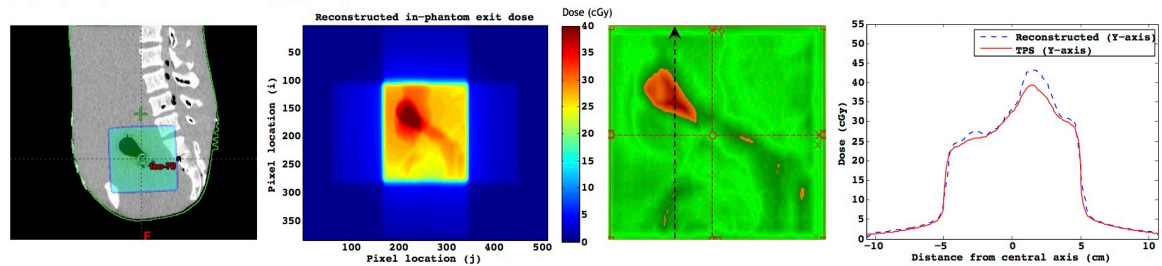 F
Reconstructed in-phantom exit dose
Pixel location (i)
0
50
100
150
200
250
300
350
100 200 300 400 500
Pixel location (j)
Dose (cGy)
40
35
30
25
20
15
10
5
0
Y
X
Reconstructed (Y-axis)
TPS (Y-axis)
Dose (cGy)
55
50
45
40
35
30
25
20
15
10
5
0
-10 -5 0 5 10
Distance from central axis (cm)